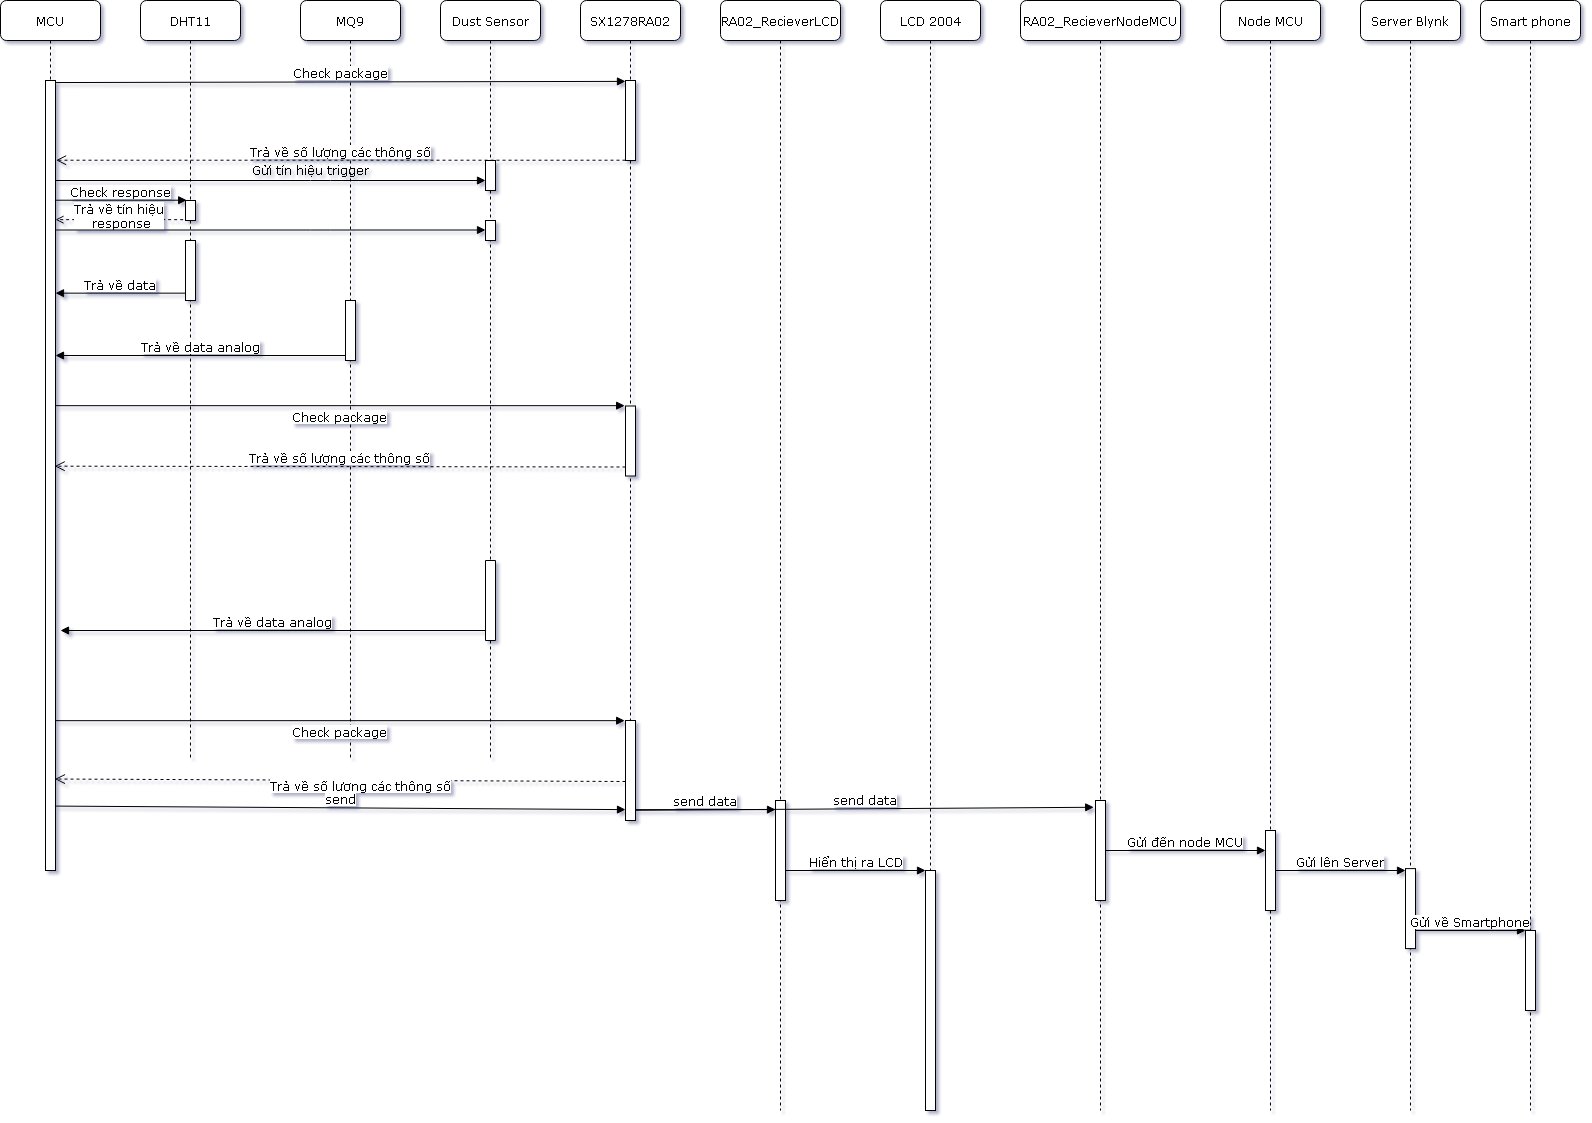 MCU
DHT11
MQ9
Dust Sensor
SX1278RA02
RA02_RecieverLCD
LCD 2004
RA02_RecieverNodeMCU
Node MCU
Server Blynk
Smart phone
Check package
Trả về số lượng các thông số
Gửi tín hiệu trigger
Check response
Trả về tín hiệu
response
Trả về data
Trả về data analog
Check package
Trả về số lượng các thông số
Trả về data analog
Check package
Trả về số lượng các thông số
send
send data
send data
Gửi đến node MCU
Hiển thị ra LCD
Gửi lên Server
Gửi về Smartphone